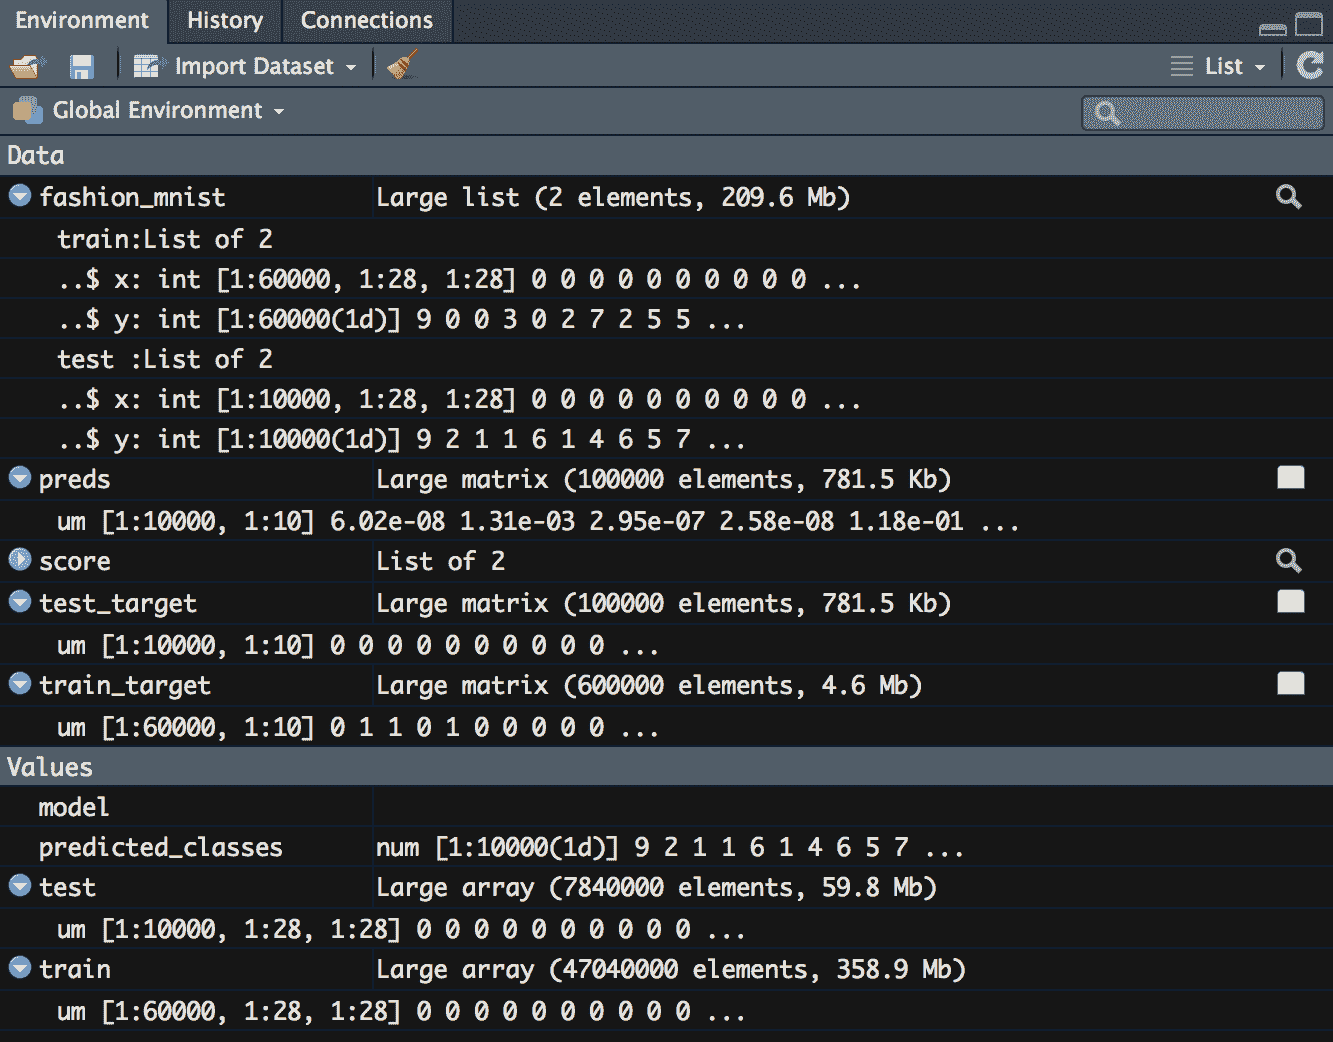 Environment History Connections
Import Dataset List
Global Environment
Data
fashion_mnist Large list (2 elements, 209.6 Mb)
train:List of 2
..$ x: int [1:60000, 1:28, 1:28] 0 0 0 0 0 0 0 0 0 0 ...
..$ y: int [1:60000(1d)] 9 0 0 3 0 2 7 2 5 5 ...
test :List of 2
..$ x: int [1:10000, 1:28, 1:28] 0 0 0 0 0 0 0 0 0 0 ...
..$ y: int [1:10000(1d)] 9 2 1 1 6 1 4 6 5 7 ...
preds Large matrix (100000 elements, 781.5 Kb)
um [1:10000, 1:10] 6.02e-08 1.31e-03 2.95e-07 2.58e-08 1.18e-01 ...
score List of 2
test_target Large matrix (100000 elements, 781.5 Kb)
um [1:10000, 1:10] 0 0 0 0 0 0 0 0 0 0 ...
train_target Large matrix (600000 elements, 4.6 Mb)
um [1:60000, 1:10] 0 1 1 0 1 0 0 0 0 0 ...
Values
model
predicted_classes num [1:10000(1d)] 9 2 1 1 6 1 4 6 5 7 ...
test Large array (7840000 elements, 59.8 Mb)
um [1:10000, 1:28, 1:28] 0 0 0 0 0 0 0 0 0 0 ...
train Large array (47040000 elements, 358.9 Mb)
um [1:60000, 1:28, 1:28] 0 0 0 0 0 0 0 0 0 0 ...